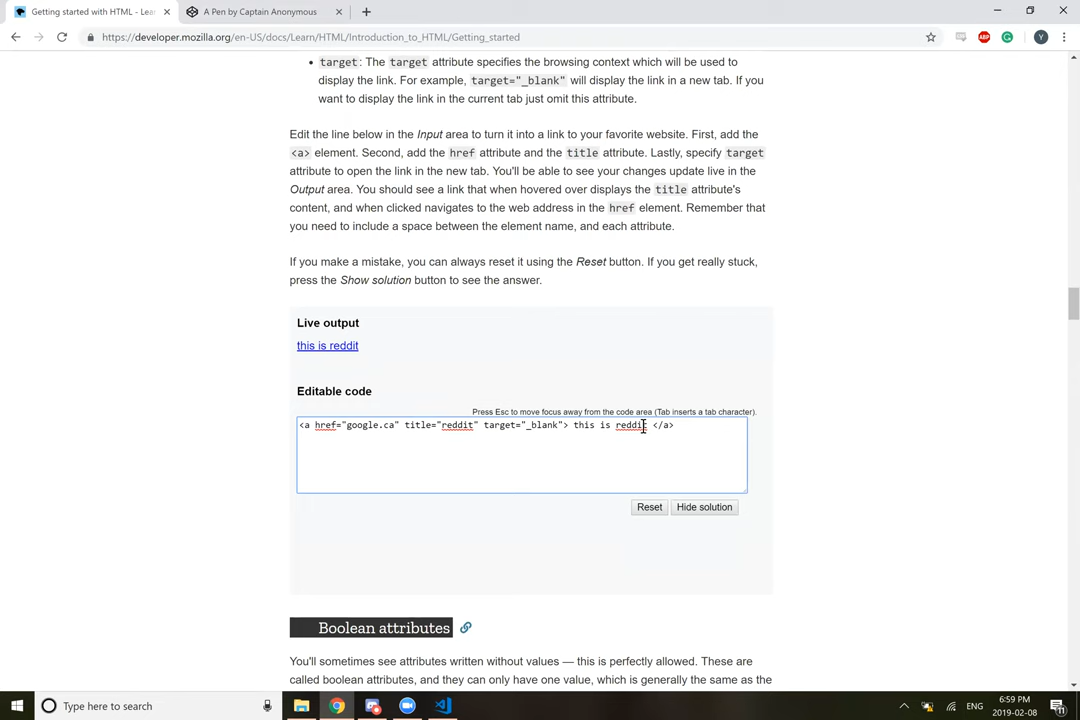 Getting started with HTML - Lea
A Pen by Captain Anonymous
https://developer.mozilla.org/en-US/docs/Learn/HTML/Introduction_to_HTML/Getting_started
ABP
Y
• target: The target attribute specifies the browsing context which will be used to
display the link. For example, target="_blank" will display the link in a new tab. If you
want to display the link in the current tab just omit this attribute.
Edit the line below in the Input area to turn it into a link to your favorite website. First, add the
<a> element. Second, add the href attribute and the title attribute. Lastly, specify target
attribute to open the link in the new tab. You'll be able to see your changes update live in the
Output area. You should see a link that when hovered over displays the title attribute's
content, and when clicked navigates to the web address in the href element. Remember that
you need to include a space between the element name, and each attribute.
If you make a mistake, you can always reset it using the Reset button. If you get really stuck,
press the Show solution button to see the answer.
Live output
this is reddit
Editable code
Press Esc to move focus away from the code area (Tab inserts a tab character).
<a href="google.ca" title="reddit" target="_blank"> this is reddit </a>
Reset Hide solution
Boolean attributes
You'll sometimes see attributes written without values — this is perfectly allowed. These are
called boolean attributes, and they can only have one value, which is generally the same as the
Type here to search
ENG
6:59 PM
2019-02-08